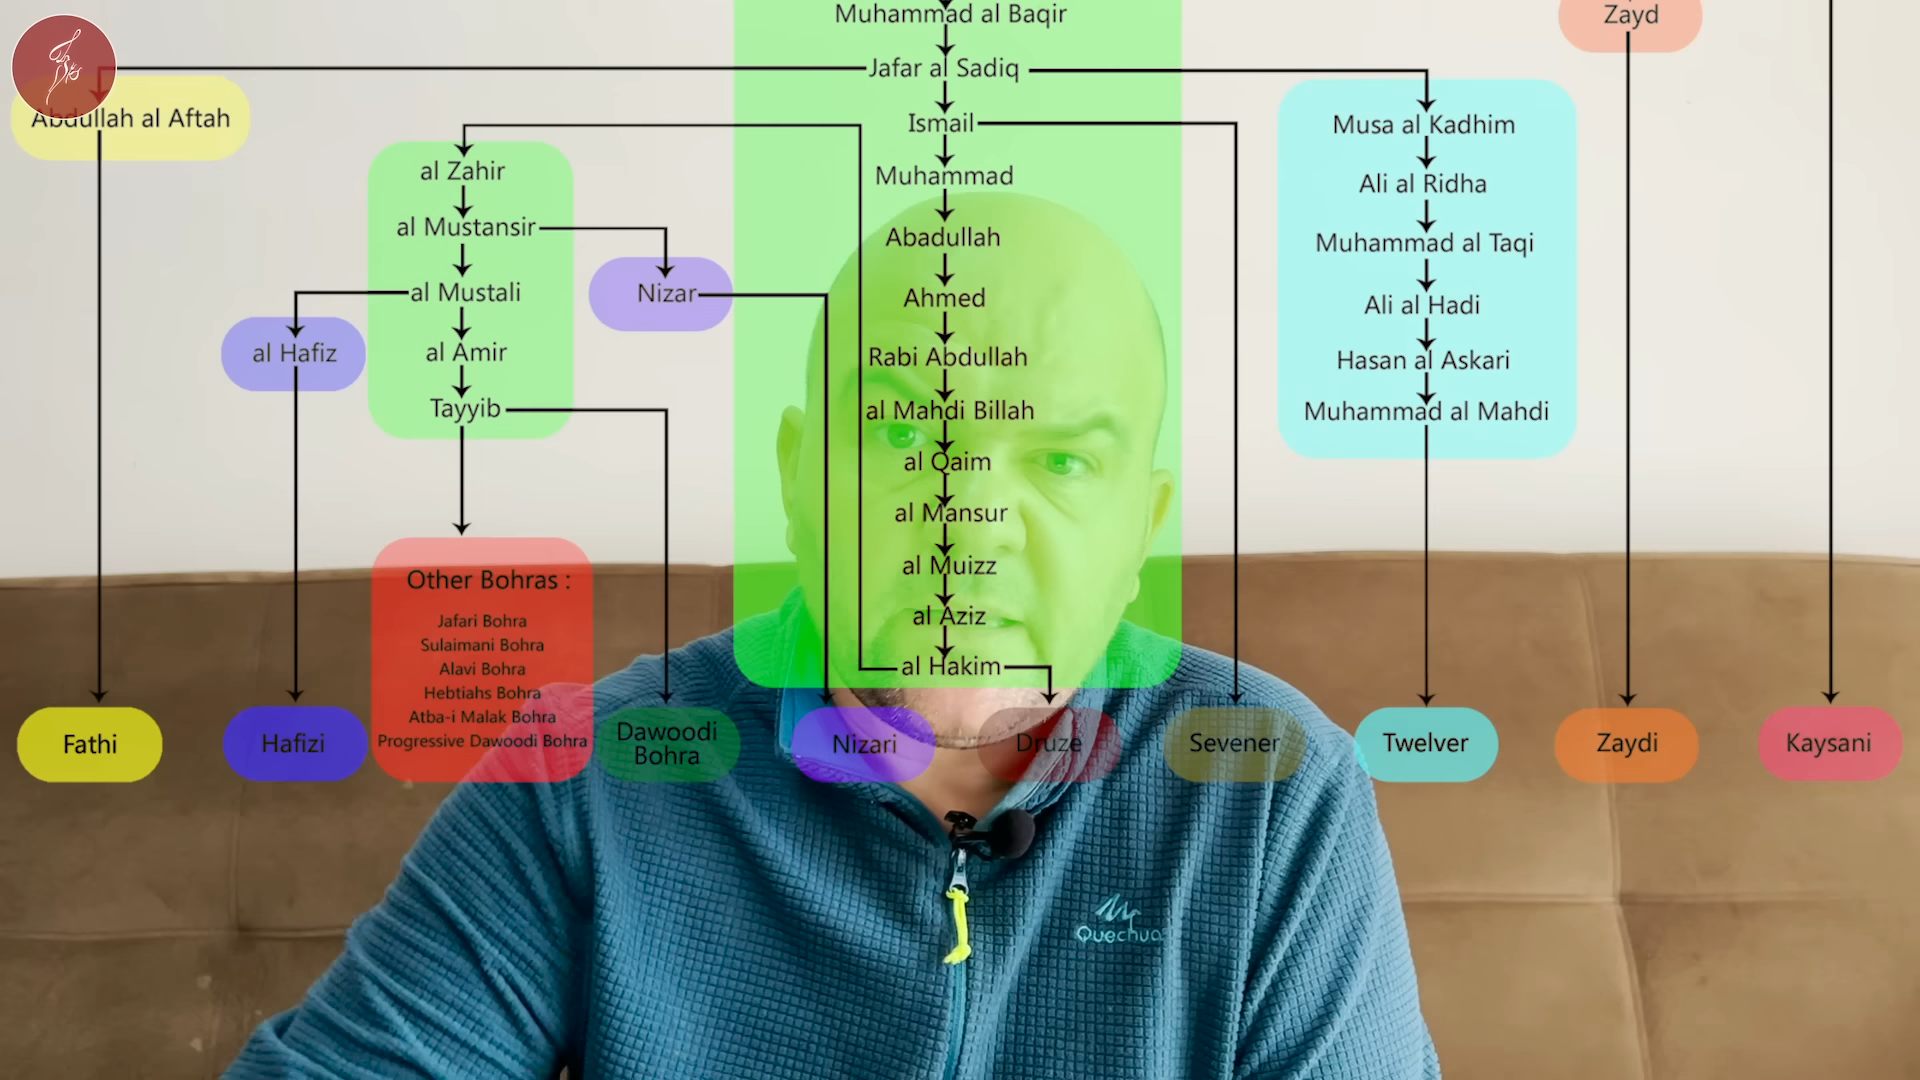 Muhammad al Baqir
Zayd
Jafar al Sadiq
Abdullah al Aftah
Ismail
Musa al Kadhim
al Zahir
Muhammad
Ali al Ridha
al Mustansir
Abadullah
Muhammad al Taqi
al Mustali
Nizar
Ahmed
Ali al Hadi
al Hafiz
al Amir
Rabi Abdullah
Hasan al Askari
Tayyib
al Mahdi Billah
Muhammad al Mahdi
al Qaim
al Mansur
al Muizz
al Aziz
al Hakim
Other Bohras :
Jafari Bohra
Sulaimani Bohra
Alavi Bohra
Hebtiahs Bohra
Atba-i Malak Bohra
Progressive Dawoodi Bohra
Fathi
Hafizi
Dawoodi
Bohra
Nizari
Druze
Sevener
Twelver
Zaydi
Kaysani
Quechua